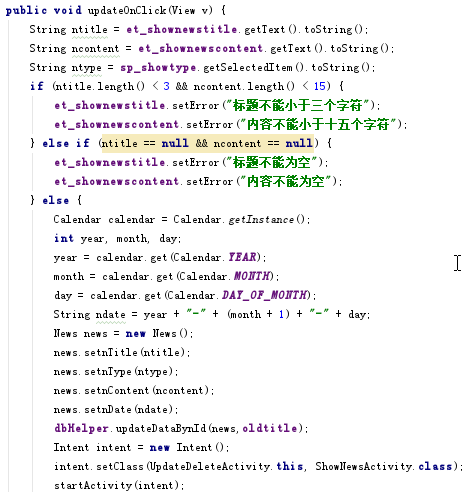 public void updateOnClick(View v) {
String ntitle = et_shownewstitle.getText().toString();
String ncontent = et_shownewscontent.getText().toString();
String ntype = sp_showtype.getSelectedItem().toString();
if (ntitle.length() < 3 && ncontent.length() < 15) {
et_shownewstitle.setError("标题不能小于三个字符");
et_shownewscontent.setError("内容不能小于十五个字符");
} else if (ntitle == null && ncontent == null) {
et_shownewstitle.setError("标题不能为空");
et_shownewscontent.setError("内容不能为空");
} else {
Calendar calendar = Calendar.getInstance();
int year, month, day;
year = calendar.get(Calendar.YEAR);
month = calendar.get(Calendar.MONTH);
day = calendar.get(Calendar.DAY_OF_MONTH);
String ndate = year + "-" + (month + 1) + "-" + day;
News news = new News();
news.setnTitle(ntitle);
news.setnType(ntype);
news.setnContent(ncontent);
news.setnDate(ndate);
dbHelper.updateDataBynId(news,oldtitle);
Intent intent = new Intent();
intent.setClass(UpdateDeleteActivity.this, ShowNewsActivity.class);
startActivity(intent);